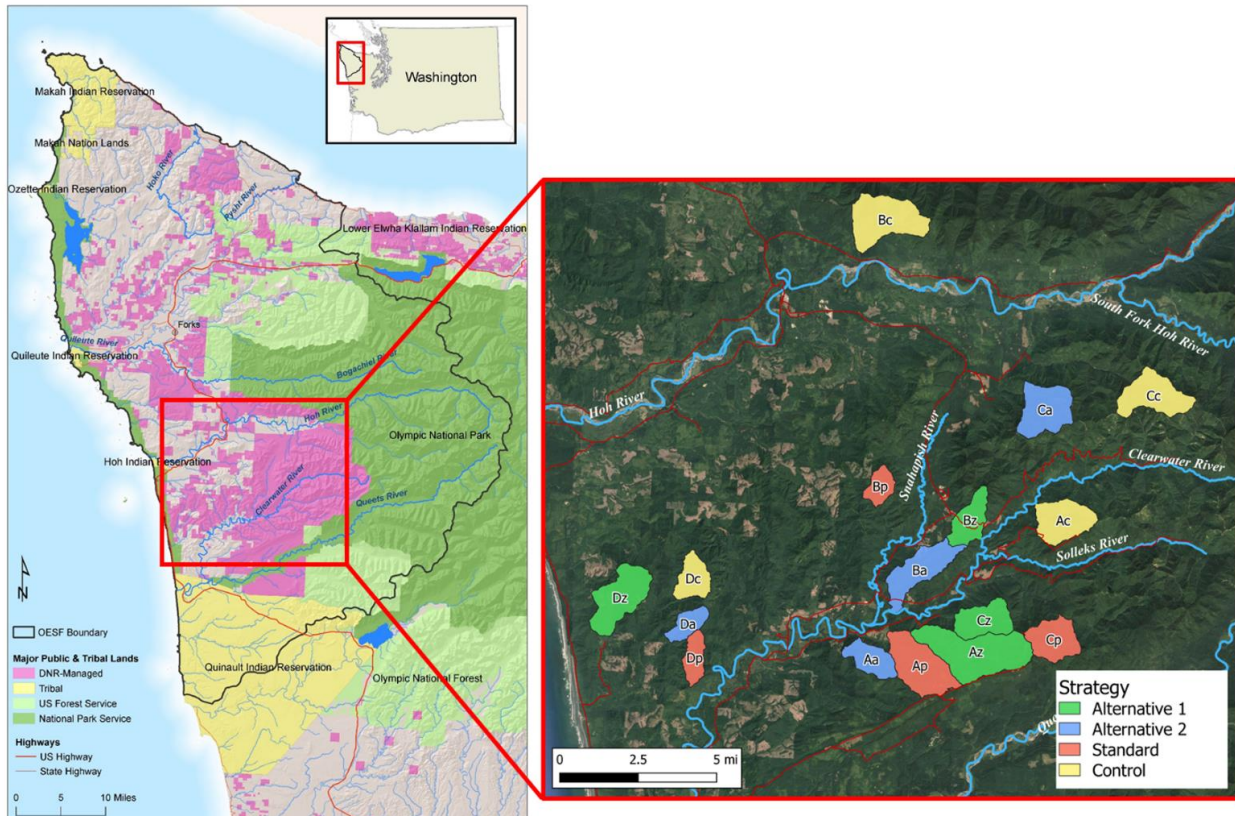 Washington
Makah Indian Reservation
Makah Nation Lands
Ozette Indian Reservation
Hoko River
Pysht River
Lower Elwha Klallam Indian Reservation
Forks
Quileute River
Quileute Indian Reservation
Bogachiel River
Hoh River
Olympic National Park
Hoh Indian Reservation
Clearwater River
Queets River
Quinault Indian Reservation
Olympic National Forest
N
OESF Boundary
Major Public & Tribal Lands
DNR-Managed
Tribal
US Forest Service
National Park Service
Highways
US Highway
State Highway
0 5 10 Miles
Bc
South Fork Hoh River
Hoh River
Ca
Cc
Snahapish River
Clearwater River
Bp
Bz
Ac
Solleks River
Ba
Dc
Dz
Da
Cz
Dp
Aa
Ap
Az
Cp
Strategy
Alternative 1
Alternative 2
Standard
Control
0 2.5 5 mi